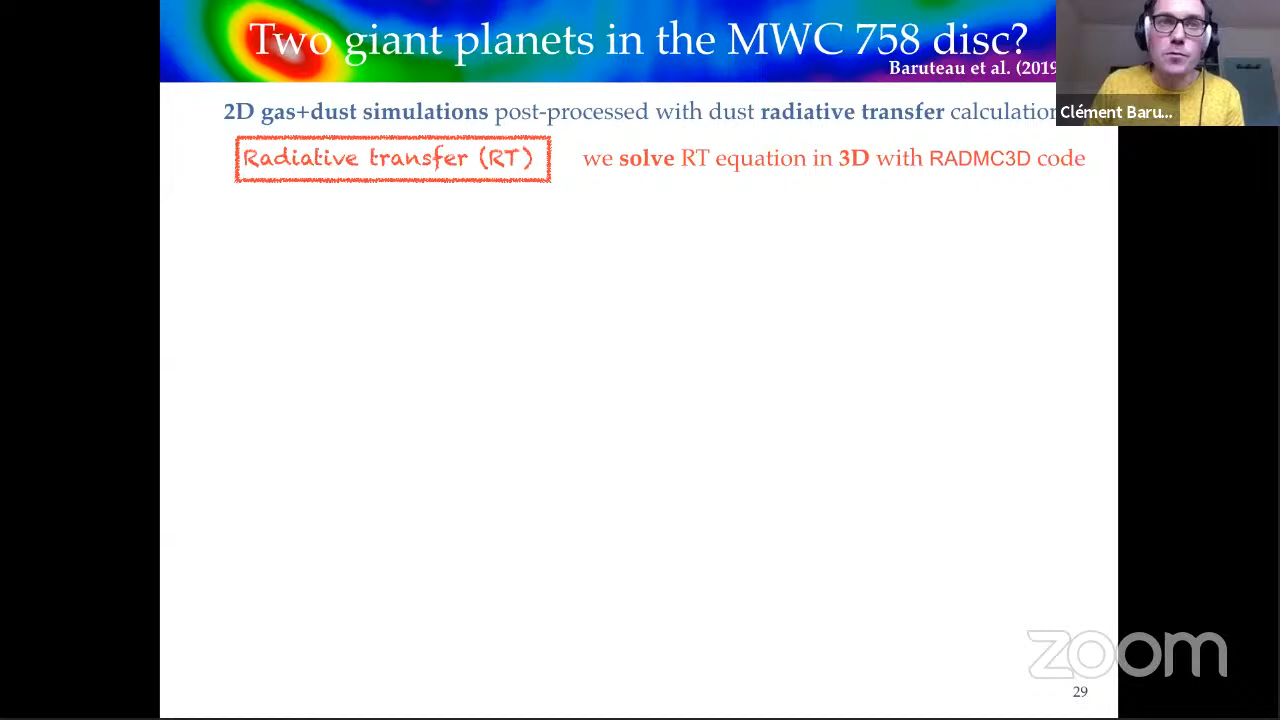 Two giant planets in the MWC 758 disc?
Baruteau et al. (2019
Clément Baru...
2D gas+dust simulations post-processed with dust radiative transfer calculation
Radiative transfer (RT)
we solve RT equation in 3D with RADMC3D code
zoom
29